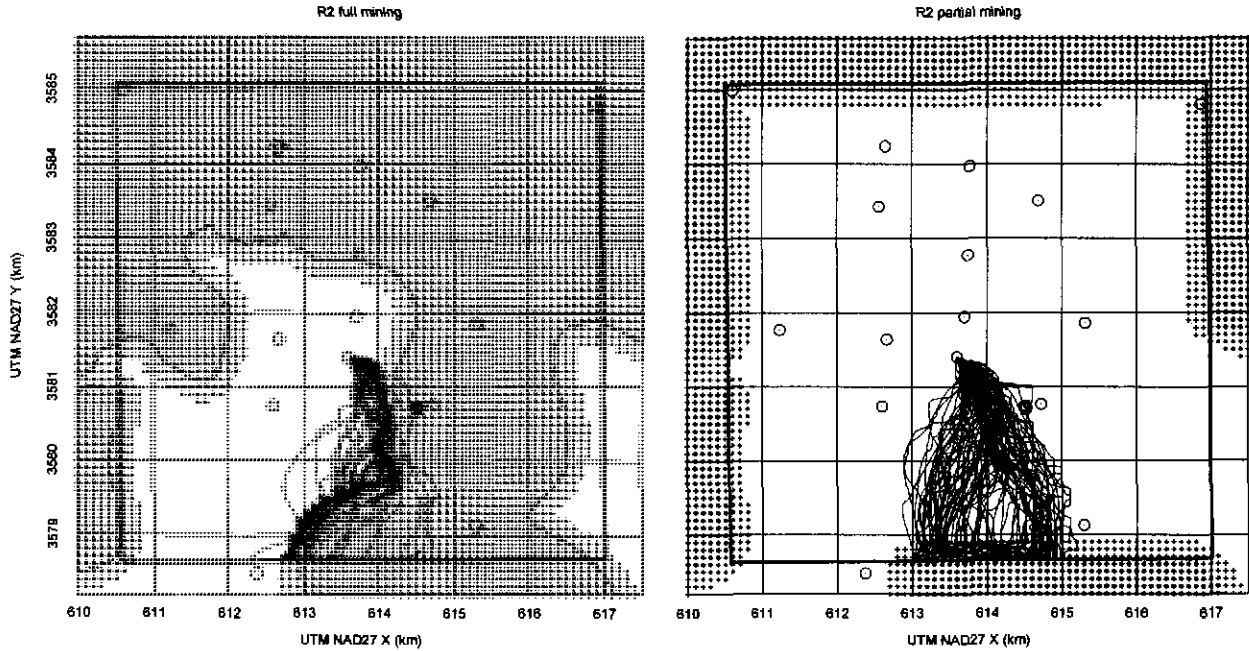 R2 full mining
R2 partial mining
UTM NAD27 Y (km)
3585
3584
3583
3582
3581
3580
3579
610 611 612 613 614 615 616 617
610 611 612 613 614 615 616 617
UTM NAD27 X (km)
UTM NAD27 X (km)